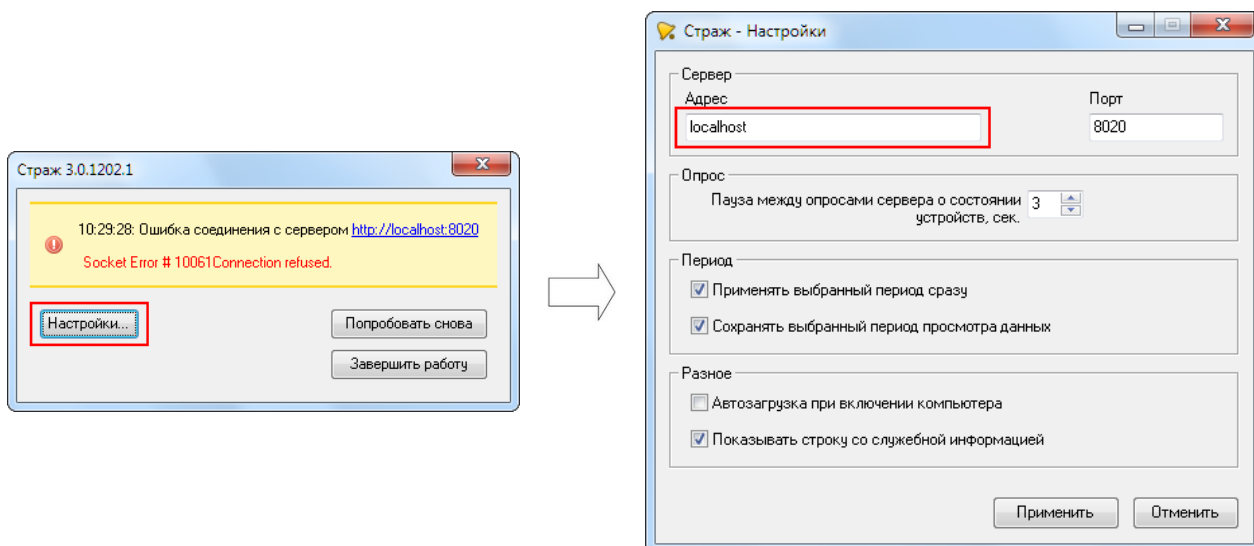 Страж 3.0.1202.1
10:29:28: Ошибка соединения с сервером http://localhost:8020
Socket Error # 10061Connection refused.
Настройки...
Попробовать снова
Завершить работу
Страж - Настройки
Сервер
Адрес
Порт
localhost
8020
Опрос
Пауза между опросами сервера о состоянии
устройств, сек.
3
Период
Применять выбранный период сразу
Сохранять выбранный период просмотра данных
Разное
Автозагрузка при включении компьютера
Показывать строку со служебной информацией
Применить
Отменить